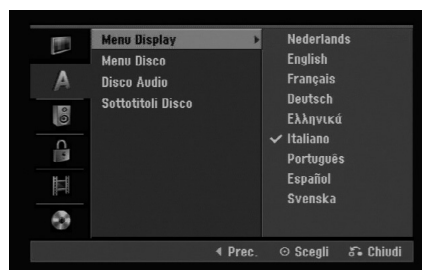 Menu Display
Menu Disco
Disco Audio
Sottotitoli Disco
Nederlands
English
Français
Deutsch
Ελληνικά
Italiano
Português
Español
Svenska
A
Prec.
Scegli
Chiudi